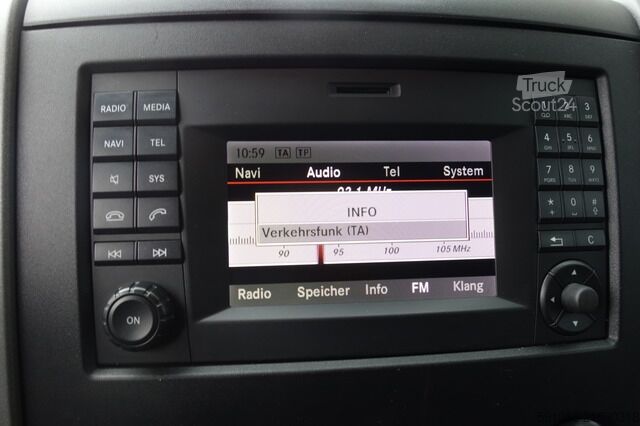 Truck
Scout24
RADIO MEDIA
NAVI TEL
SYS
ON
10:59 TA TP
Navi Audio Tel System
INFO
Verkehrsfunk (TA)
90 95 100 105 MHz
Radio Speicher Info FM Klang
1 2 3
4 5 6
7 8 9
* 0 #
C